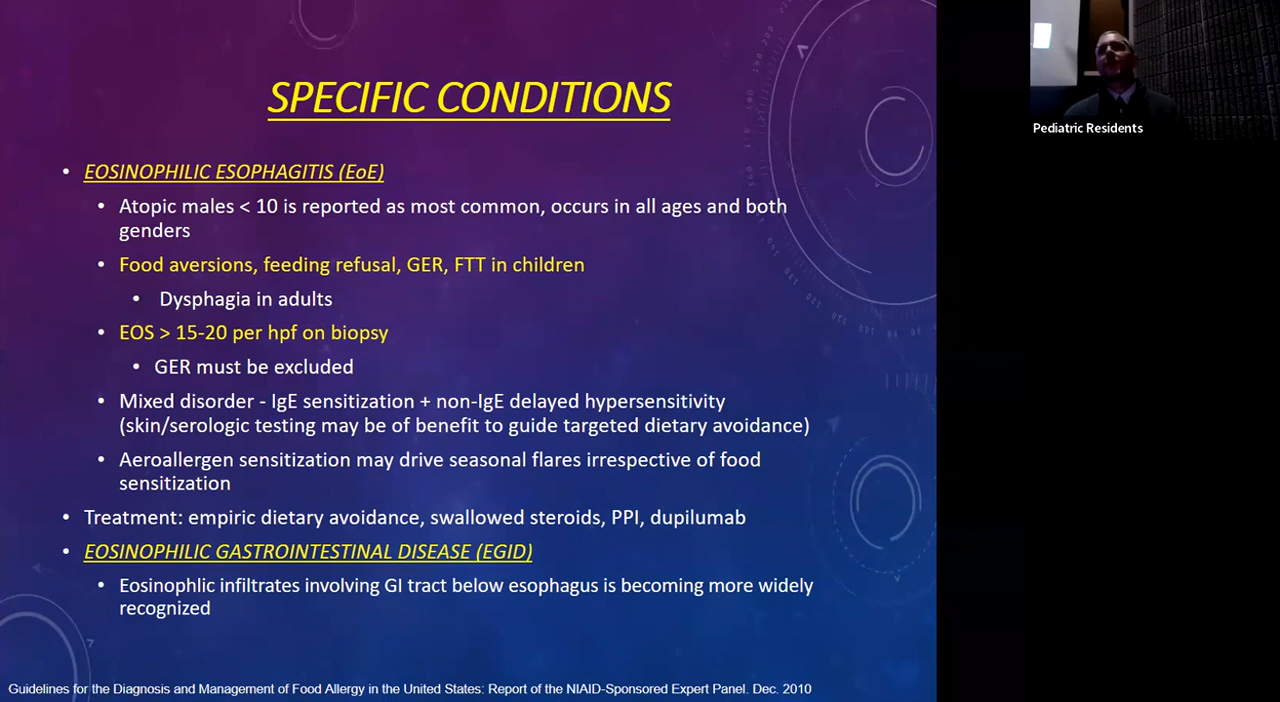 SPECIFIC CONDITIONS
• EOSINOPHILIC ESOPHAGITIS (EoE)
• Atopic males < 10 is reported as most common, occurs in all ages and both
genders
• Food aversions, feeding refusal, GER, FTT in children
• Dysphagia in adults
• EOS > 15-20 per hpf on biopsy
• GER must be excluded
• Mixed disorder - IgE sensitization + non-IgE delayed hypersensitivity
(skin/serologic testing may be of benefit to guide targeted dietary avoidance)
• Aeroallergen sensitization may drive seasonal flares irrespective of food
sensitization
• Treatment: empiric dietary avoidance, swallowed steroids, PPI, dupilumab
• EOSINOPHILIC GASTROINTESTINAL DISEASE (EGID)
• Eosinophlic infiltrates involving GI tract below esophagus is becoming more widely
recognized
Guidelines for the Diagnosis and Management of Food Allergy in the United States: Report of the NIAID-Sponsored Expert Panel. Dec. 2010
Pediatric Residents